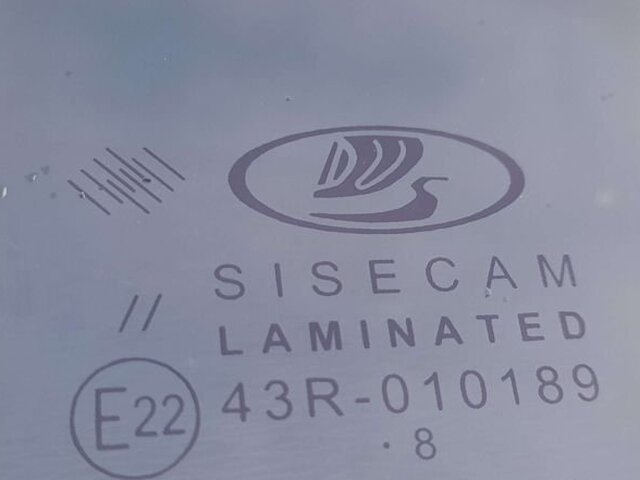 SISECAM
//
LAMINATED
E22 43R-010189
.8